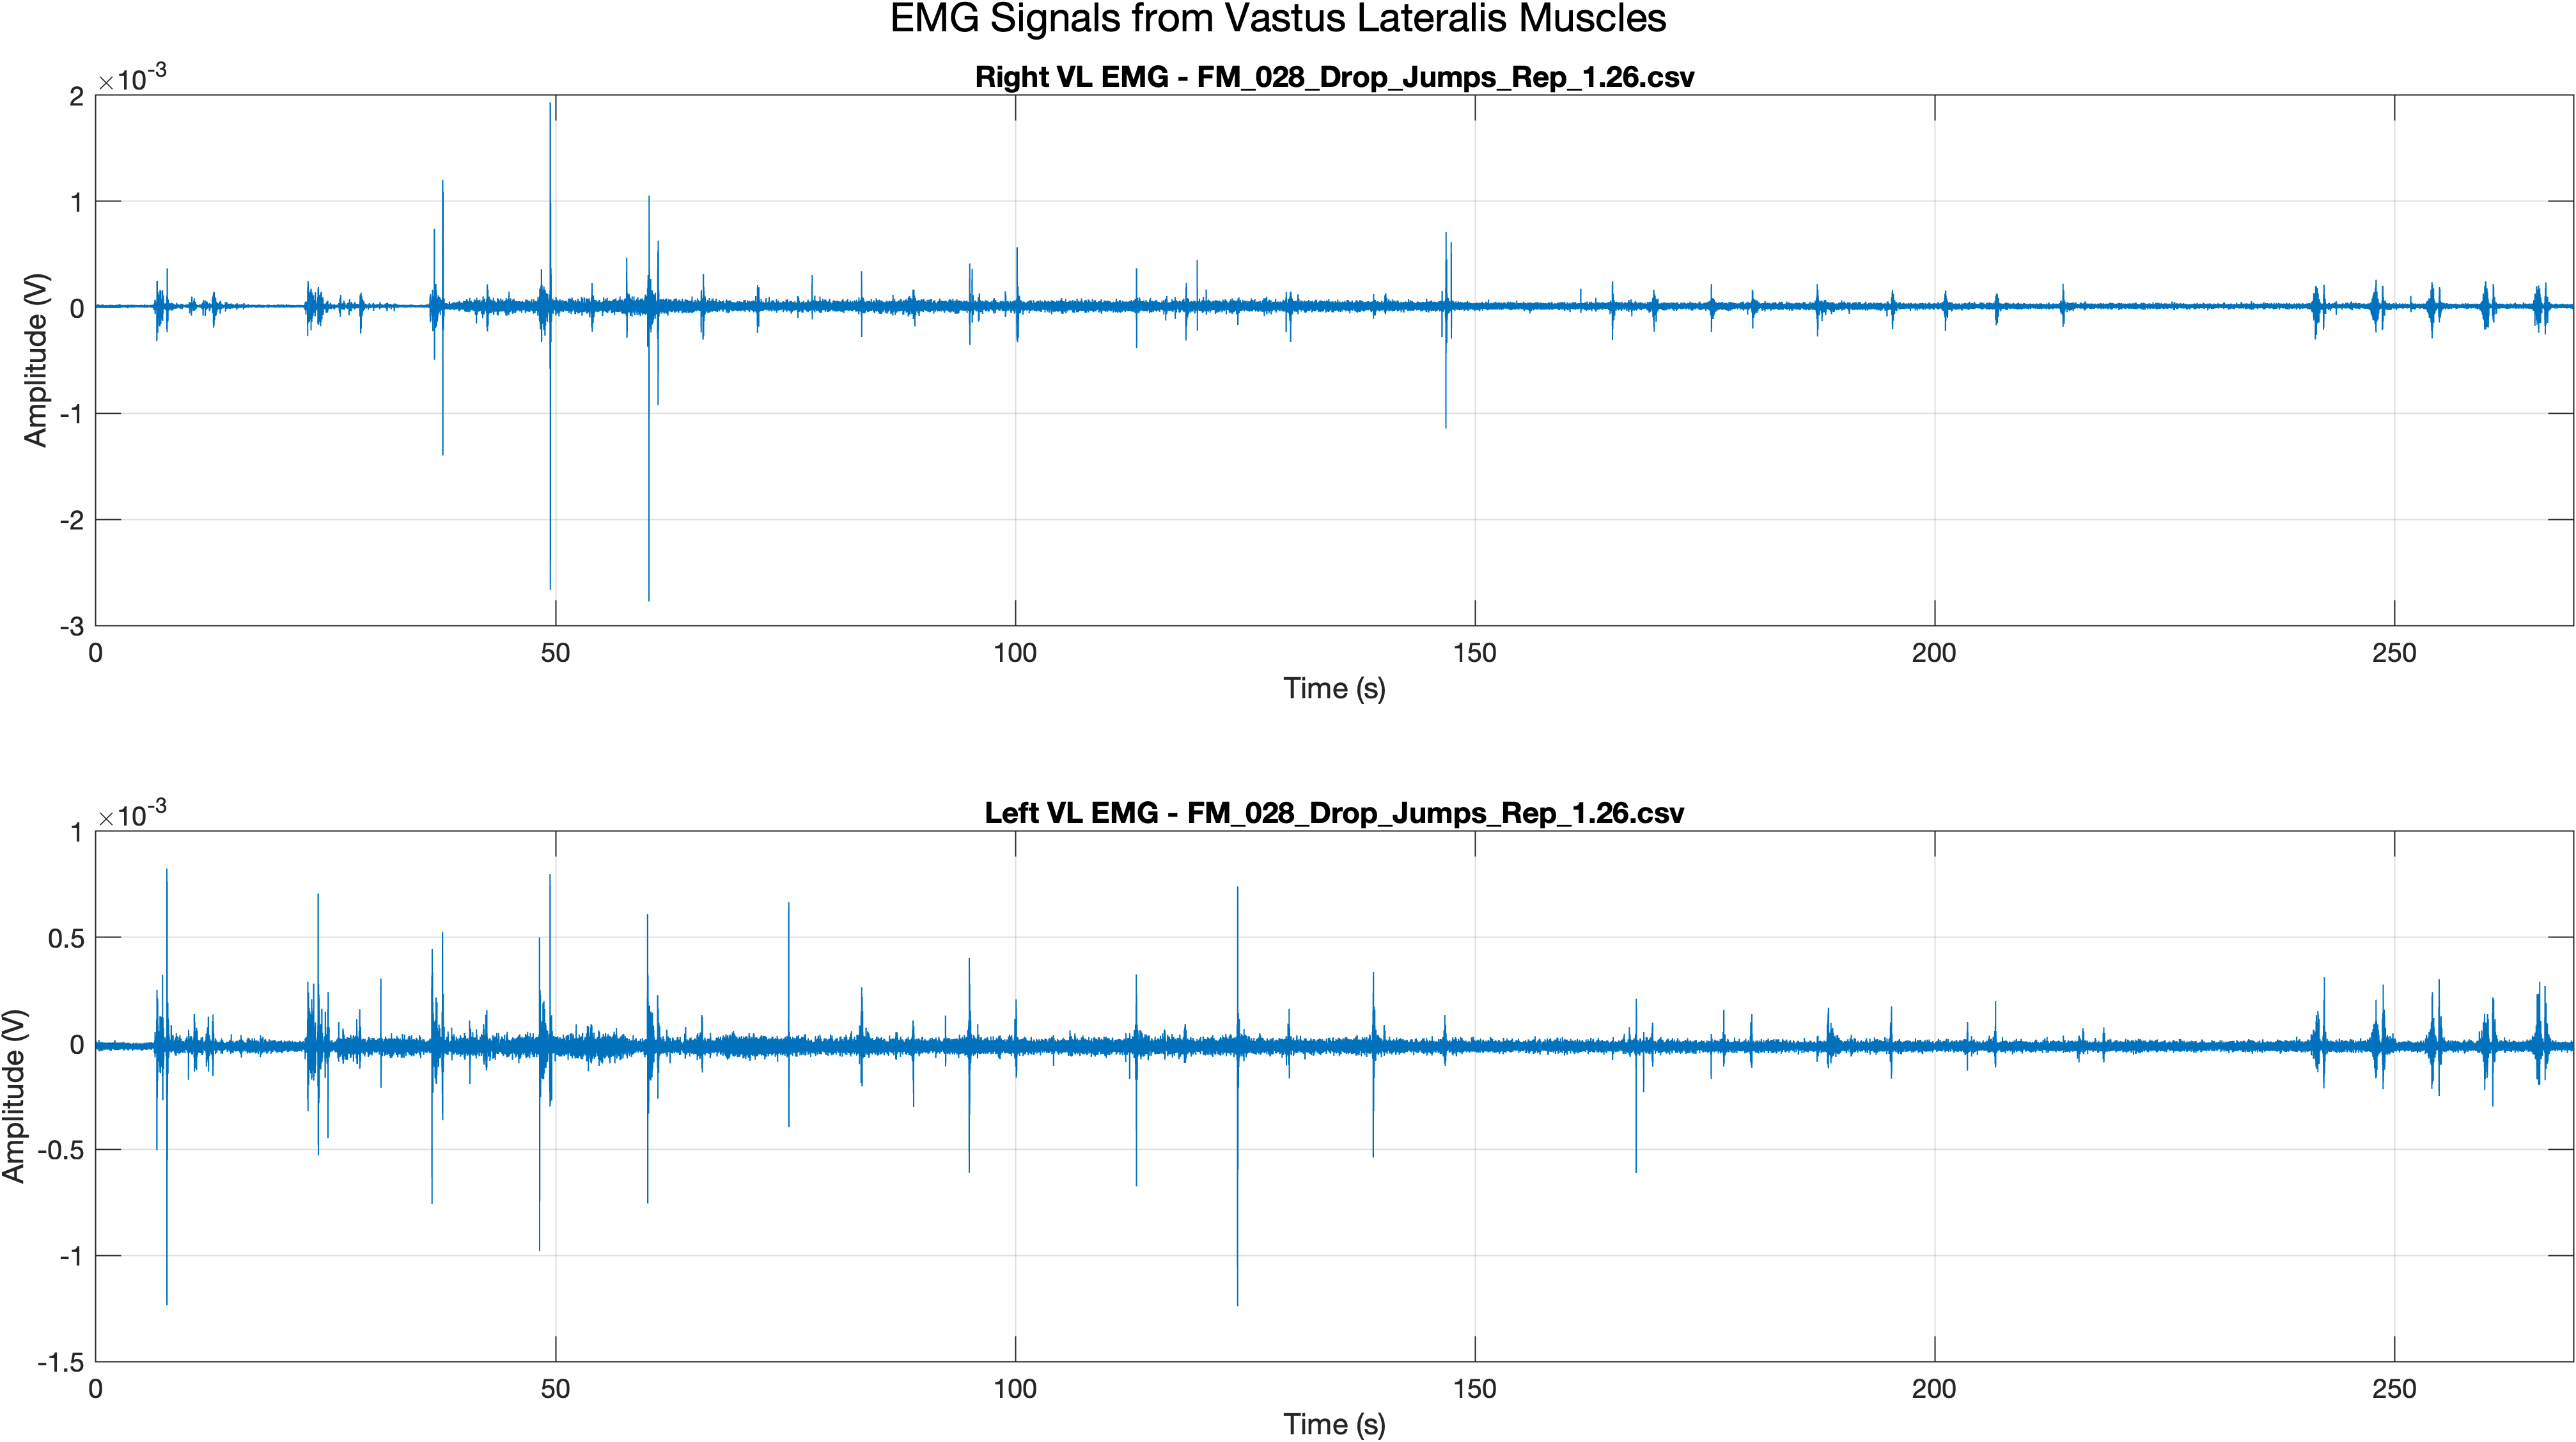 EMG Signals from Vastus Lateralis Muscles
Right VL EMG - FM_028_Drop_Jumps_Rep_1.26.csv
×10⁻³
2
1
0
-1
-2
-3
Amplitude (V)
0 50 100 150 200 250
Time (s)
Left VL EMG - FM_028_Drop_Jumps_Rep_1.26.csv
×10⁻³
1
0.5
0
-0.5
-1
-1.5
Amplitude (V)
0 50 100 150 200 250
Time (s)